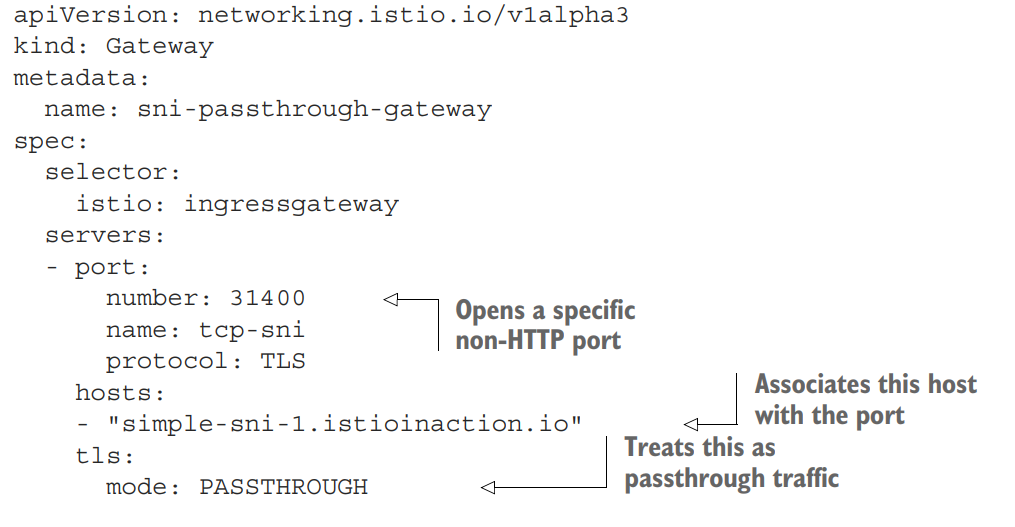 apiVersion: networking.istio.io/v1alpha3
kind: Gateway
metadata:
  name: sni-passthrough-gateway
spec:
  selector:
    istio: ingressgateway
  servers:
  - port:
      number: 31400
      name: tcp-sni
      protocol: TLS
    hosts:
    - "simple-sni-1.istioinaction.io"
    tls:
      mode: PASSTHROUGH
Opens a specific
non-HTTP port
Associates this host
with the port
Treats this as
passthrough traffic